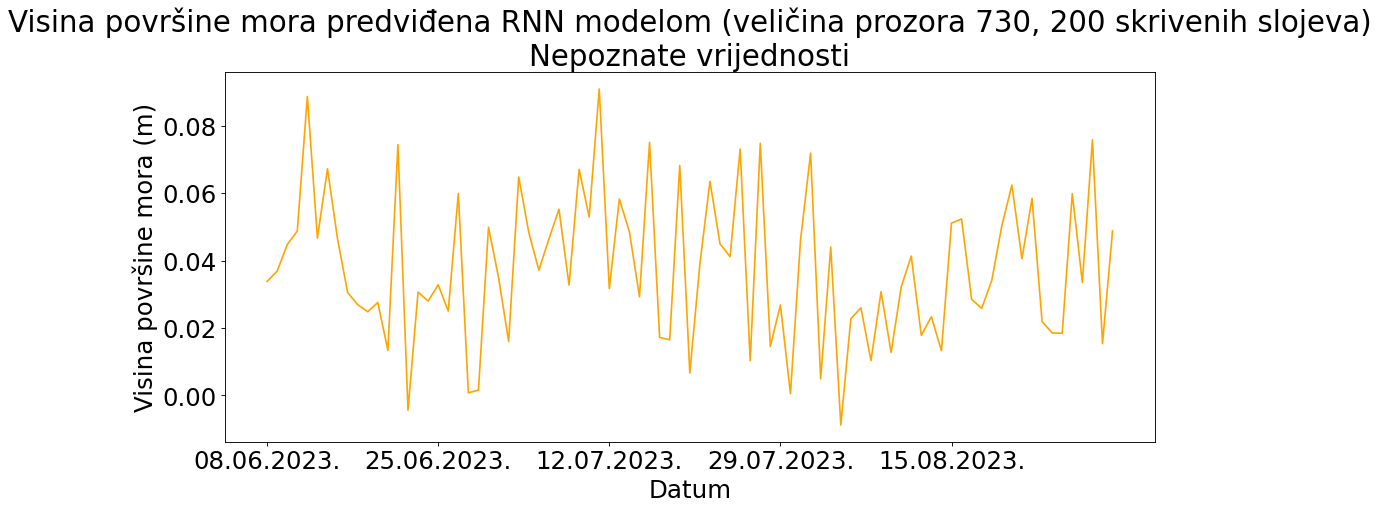 Visina površine mora predviđena RNN modelom (veličina prozora 730, 200 skrivenih slojeva)
Nepoznate vrijednosti
Visina površine mora (m)
0.08
0.06
0.04
0.02
0.00
08.06.2023. 25.06.2023. 12.07.2023. 29.07.2023. 15.08.2023.
Datum